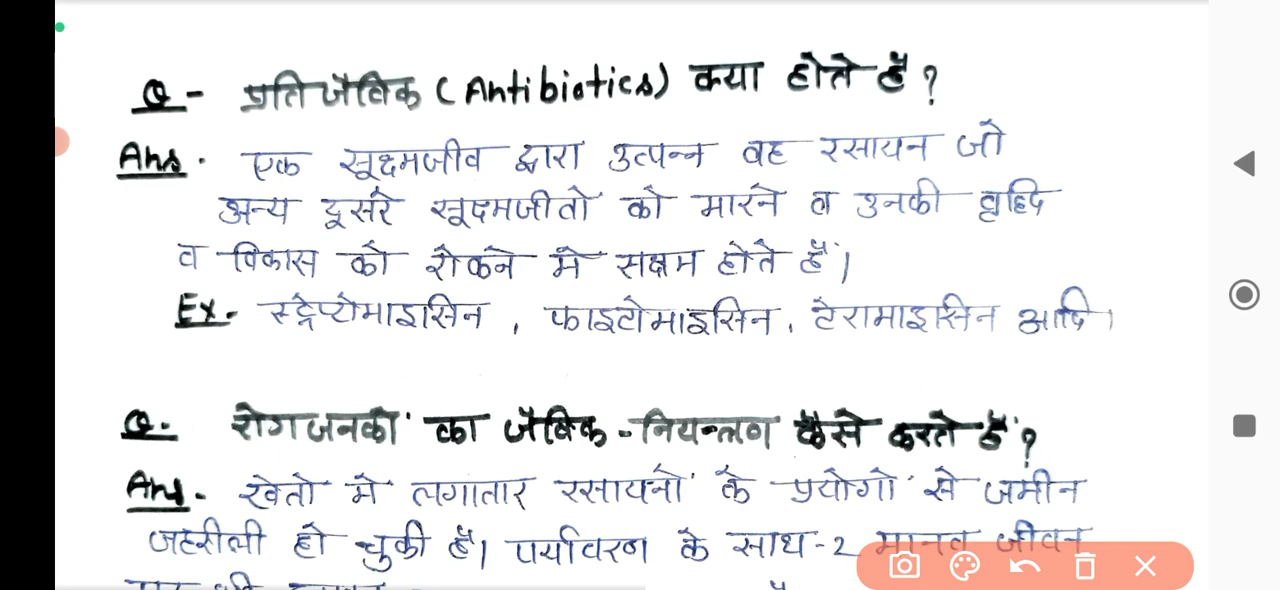 Q - प्रतिजैविक (Antibiotics) क्या होते हैं ?
Ans. एक सूक्ष्मजीव द्वारा उत्पन्न वह रसायन जो
अन्य दूसरे सूक्ष्मजीवों को मारने व उनकी वृद्धि
व विकास को रोकने में सक्षम होते हैं।
Ex. स्ट्रेप्टोमाइसिन, फाइटोमाइसिन, टेरामाइसिन आदि।
Q. रोगजनकों का जैविक-नियन्त्रण कैसे करते हैं ?
Ans. खेतों में लगातार रसायनों के प्रयोगों से जमीन
जहरीली हो चुकी है। पर्यावरण के साथ-2 मानव जीवन